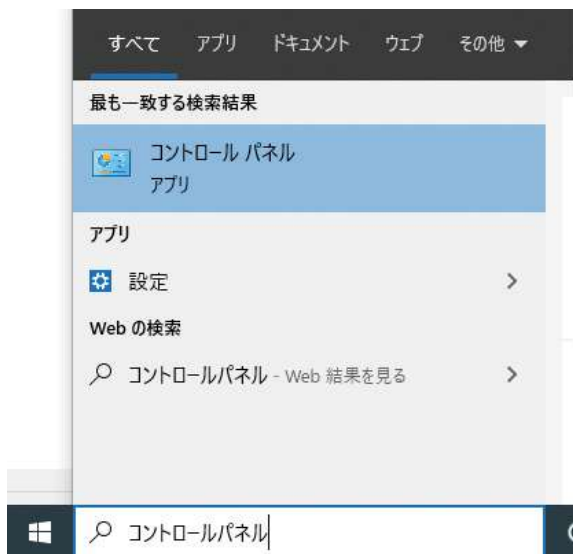 すべて アプリ ドキュメント ウェブ その他
最も一致する検索結果
コントロール パネル
アプリ
アプリ
設定
Web の検索
コントロールパネル - Web 結果を見る
コントロールパネル